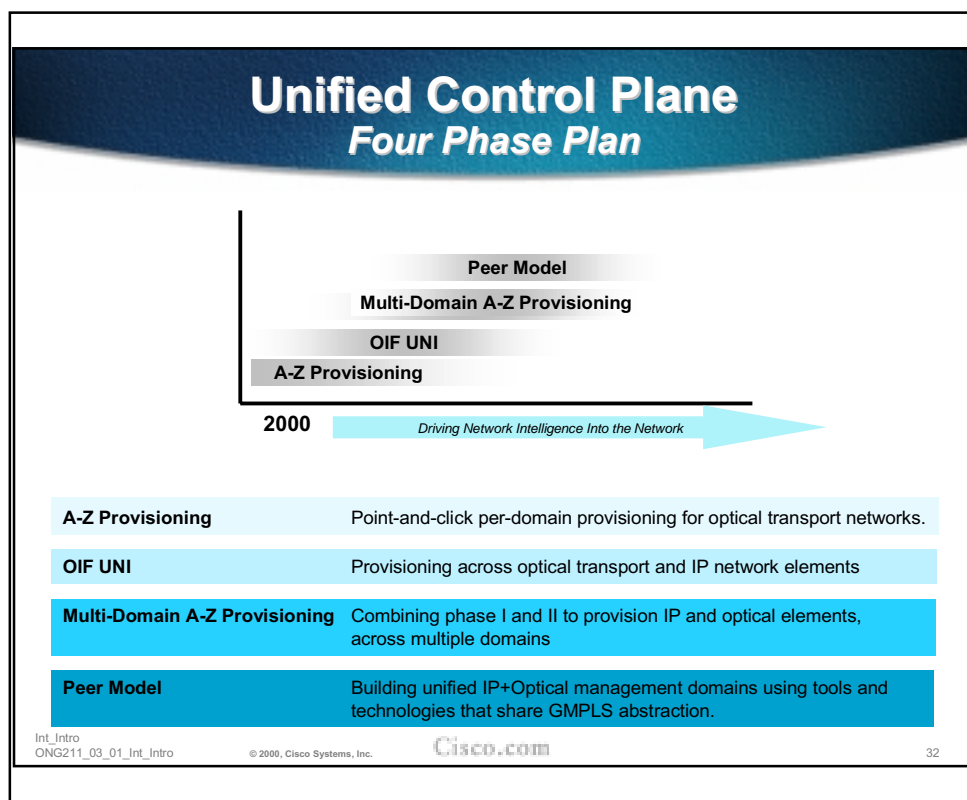 Unified Control Plane
Four Phase Plan
Peer Model
Multi-Domain A-Z Provisioning
OIF UNI
A-Z Provisioning
2000
Driving Network Intelligence Into the Network
A-Z Provisioning
Point-and-click per-domain provisioning for optical transport networks.
OIF UNI
Provisioning across optical transport and IP network elements
Multi-Domain A-Z Provisioning
Combining phase I and II to provision IP and optical elements,
across multiple domains
Peer Model
Building unified IP+Optical management domains using tools and
technologies that share GMPLS abstraction.
Int_Intro
ONG211_03_01_Int_Intro
© 2000, Cisco Systems, Inc.
Cisco.com
32